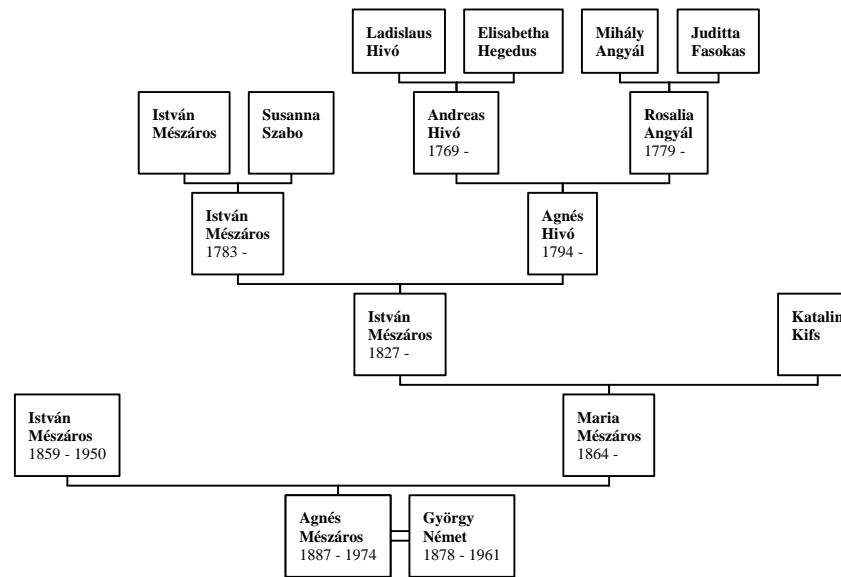 Ladislaus
Hivó
Elisabetha
Hegedus
Mihály
Angyál
Juditta
Fasokas
István
Mészáros
Susanna
Szabo
Andreas
Hivó
1769 -
Rosalia
Angyál
1779 -
István
Mészáros
1783 -
Agnés
Hivó
1794 -
István
Mészáros
1827 -
Katalin
Kifs
István
Mészáros
1859 - 1950
Maria
Mészáros
1864 -
Agnés
Mészáros
1887 - 1974
György
Német
1878 - 1961